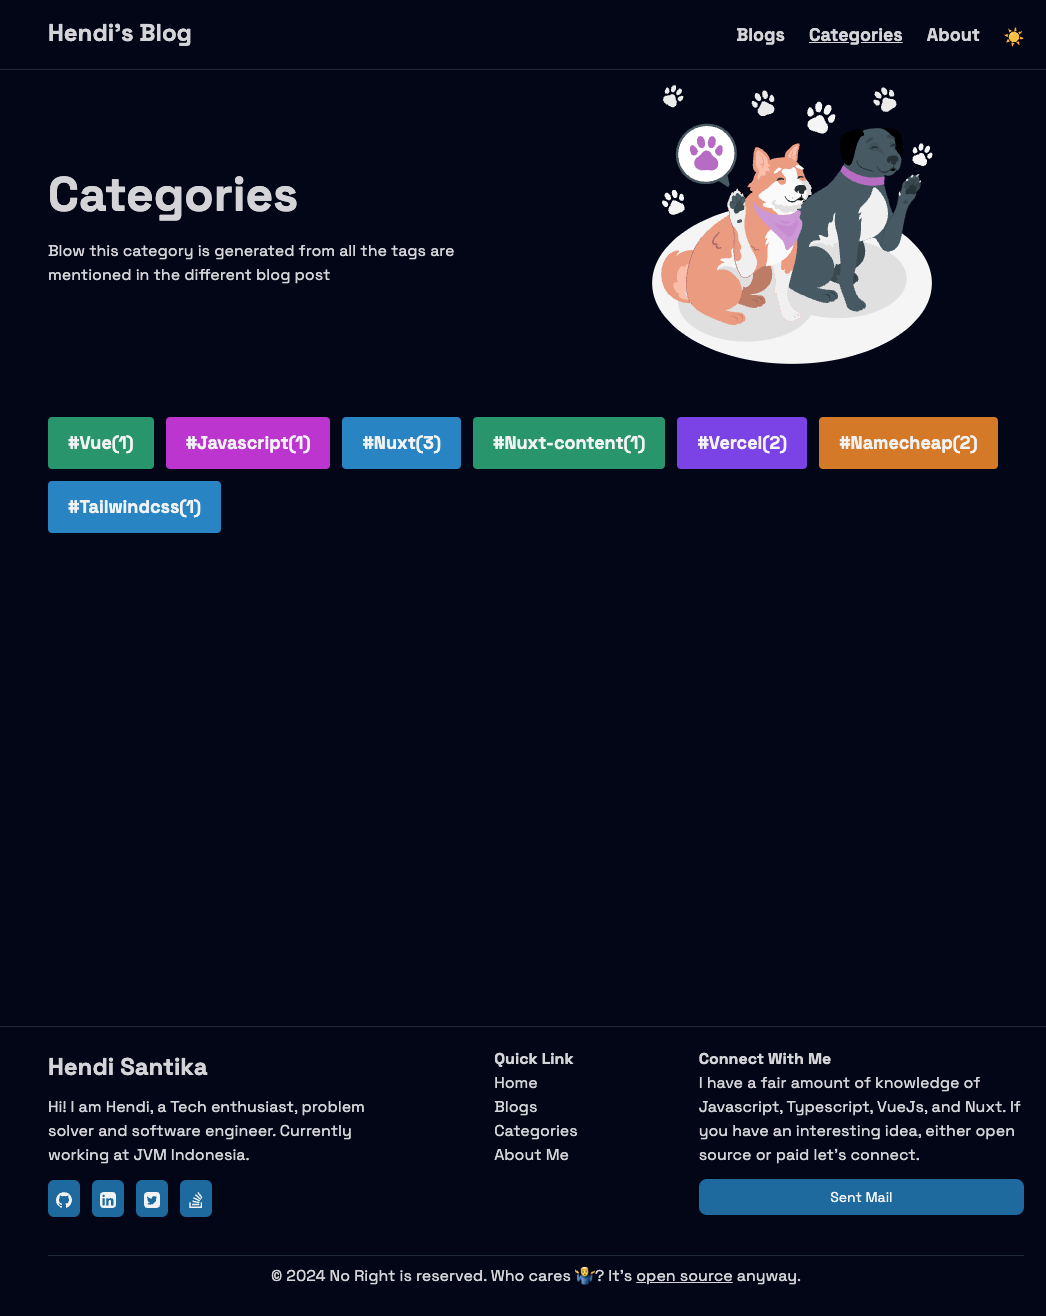 Hendi's Blog
Blogs Categories About
Categories
Blow this category is generated from all the tags are
mentioned in the different blog post
#Vue(1) #Javascript(1) #Nuxt(3) #Nuxt-content(1) #Vercel(2) #Namecheap(2)
#Tailwindcss(1)
Hendi Santika
Hi! I am Hendi, a Tech enthusiast, problem
solver and software engineer. Currently
working at JVM Indonesia.
Quick Link
Home
Blogs
Categories
About Me
Connect With Me
I have a fair amount of knowledge of
Javascript, Typescript, VueJs, and Nuxt. If
you have an interesting idea, either open
source or paid let's connect.
Sent Mail
© 2024 No Right is reserved. Who cares 🤷‍♂️? It's open source anyway.